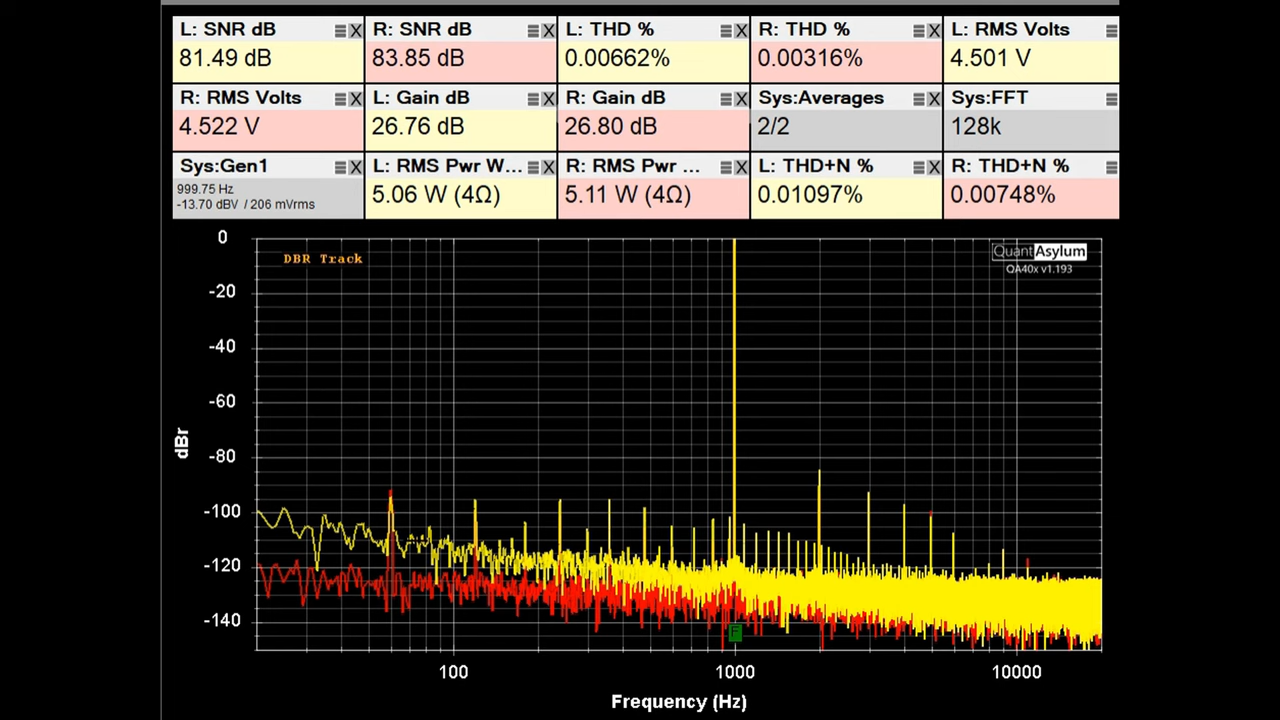 L: SNR dB
81.49 dB
R: SNR dB
83.85 dB
L: THD %
0.00662%
R: THD %
0.00316%
L: RMS Volts
4.501 V
R: RMS Volts
4.522 V
L: Gain dB
26.76 dB
R: Gain dB
26.80 dB
Sys:Averages
2/2
Sys:FFT
128k
Sys:Gen1
999.75 Hz
-13.70 dBV / 206 mVrms
L: RMS Pwr W...
5.06 W (4Ω)
R: RMS Pwr ...
5.11 W (4Ω)
L: THD+N %
0.01097%
R: THD+N %
0.00748%
DBR Track
QuantAsylum
QA40x v1.193
0
-20
-40
-60
-80
-100
-120
-140
dBr
F
100
1000
10000
Frequency (Hz)